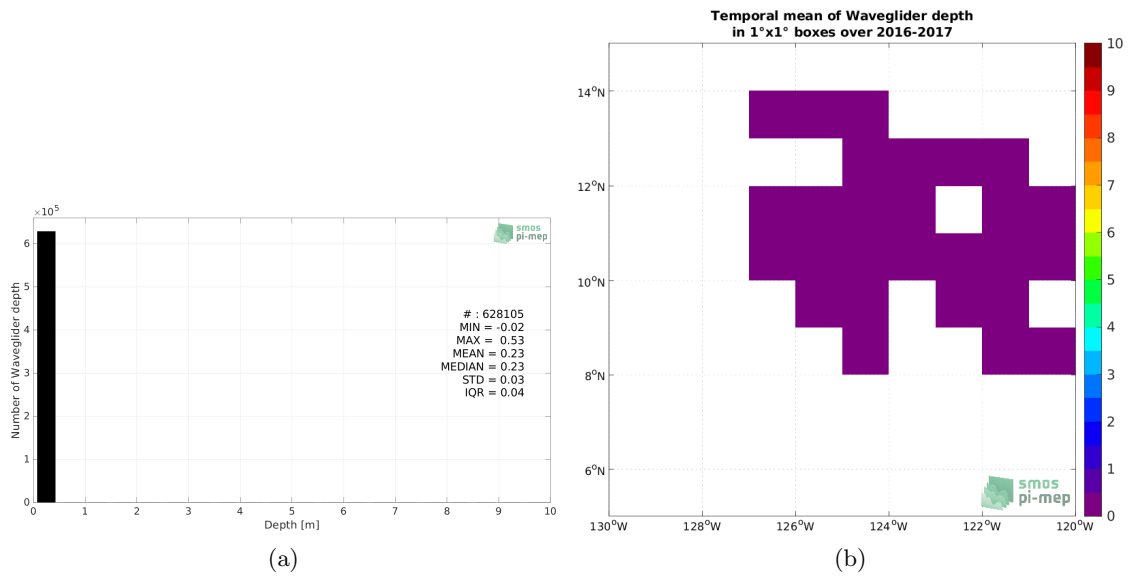 ×10⁵
6
5
4
3
2
1
0
Number of Waveglider depth
0 1 2 3 4 5 6 7 8 9 10
Depth [m]
smos
pi-mep
# : 628105
MIN = -0.02
MAX = 0.53
MEAN = 0.23
MEDIAN = 0.23
STD = 0.03
IQR = 0.04
(a)
Temporal mean of Waveglider depth
in 1°x1° boxes over 2016-2017
14°N
12°N
10°N
8°N
6°N
130°W 128°W 126°W 124°W 122°W 120°W
smos
pi-mep
10
9
8
7
6
5
4
3
2
1
0
(b)